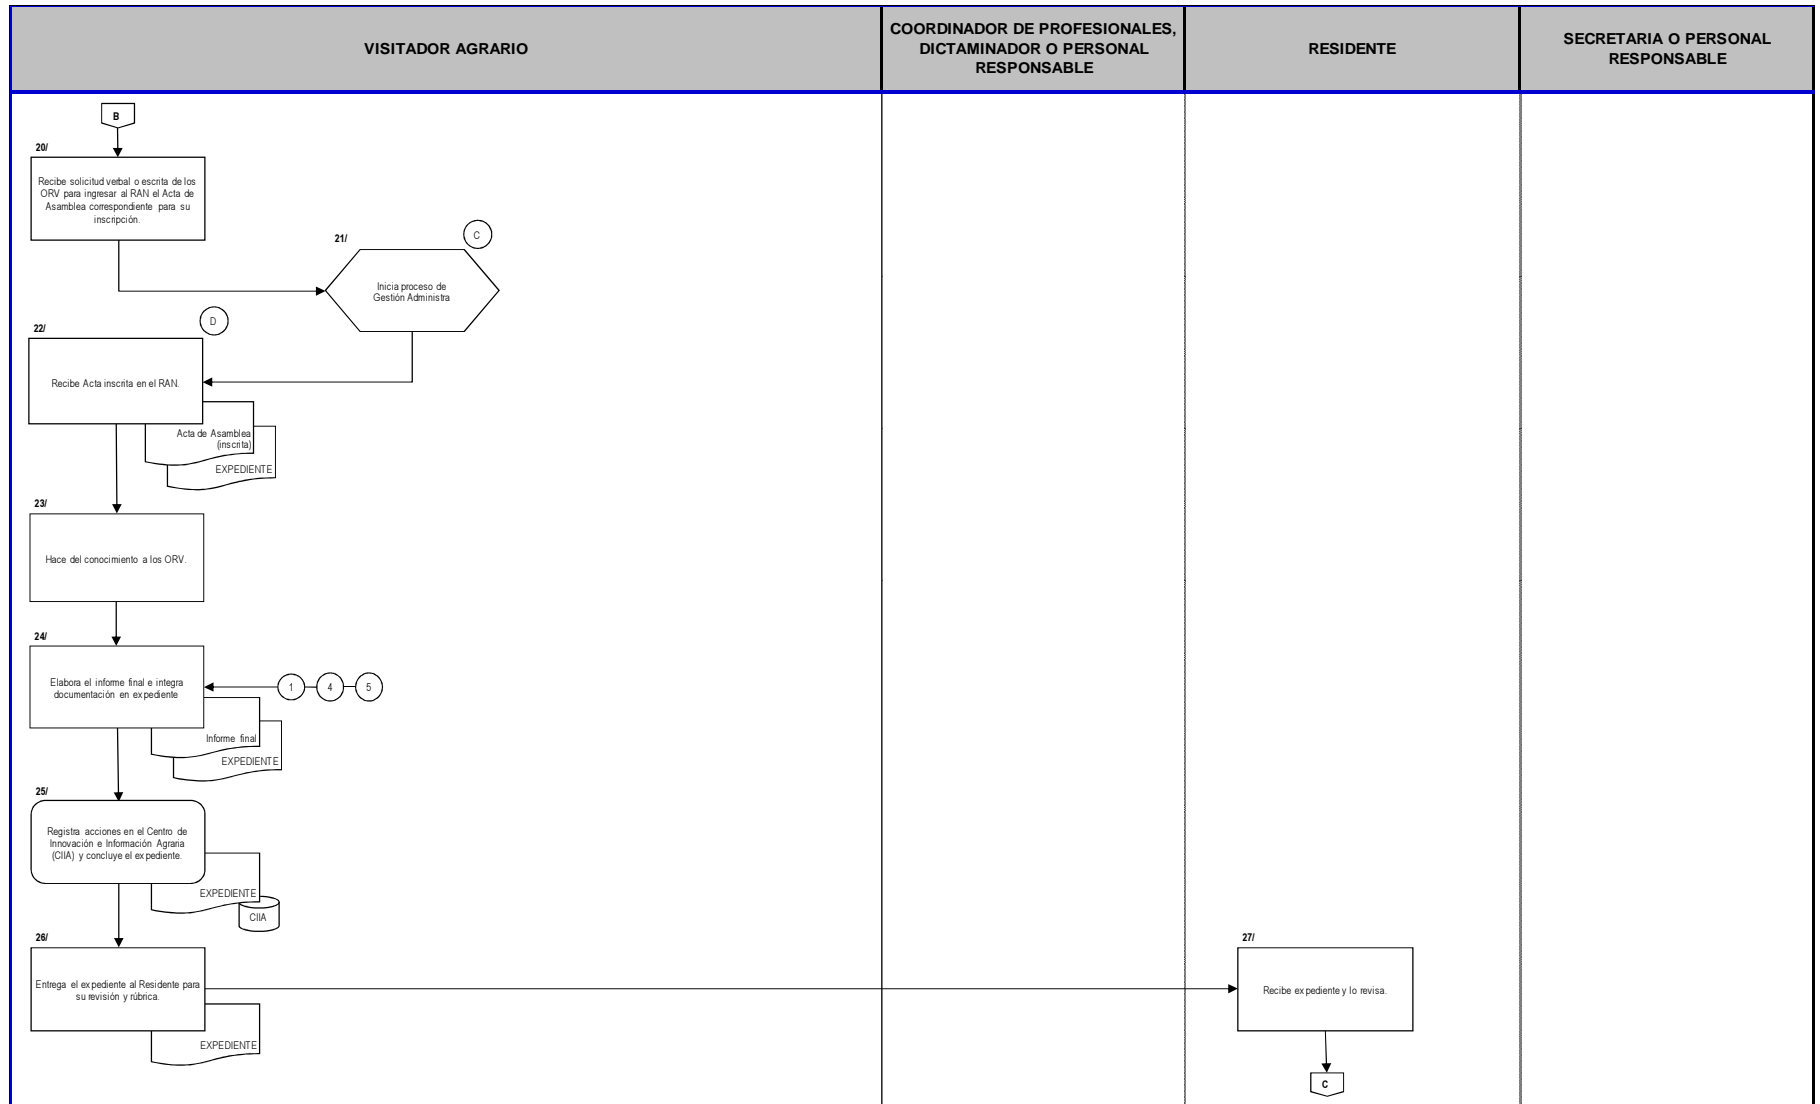 VISITADOR AGRARIO
COORDINADOR DE PROFESIONALES,
DICTAMINADOR O PERSONAL
RESPONSABLE
RESIDENTE
SECRETARIA O PERSONAL
RESPONSABLE
B
20/
Recibe solicitud verbal o escrita de los
ORV para ingresar al RAN el Acta de
Asamblea correspondiente para su
inscripción.
21/
C
Inicia proceso de
Gestión Administra
22/
D
Recibe Acta inscrita en el RAN.
Acta de Asamblea
(inscrita)
EXPEDIENTE
23/
Hace del conocimiento a los ORV.
24/
Elabora el informe final e integra
documentación en expediente
1
4
5
Informe final
EXPEDIENTE
25/
Registra acciones en el Centro de
Innovación e Información Agraria
(CIIA) y concluye el expediente.
EXPEDIENTE
CIIA
26/
Entrega el expediente al Residente para
su revisión y rúbrica.
EXPEDIENTE
27/
Recibe expediente y lo revisa.
C